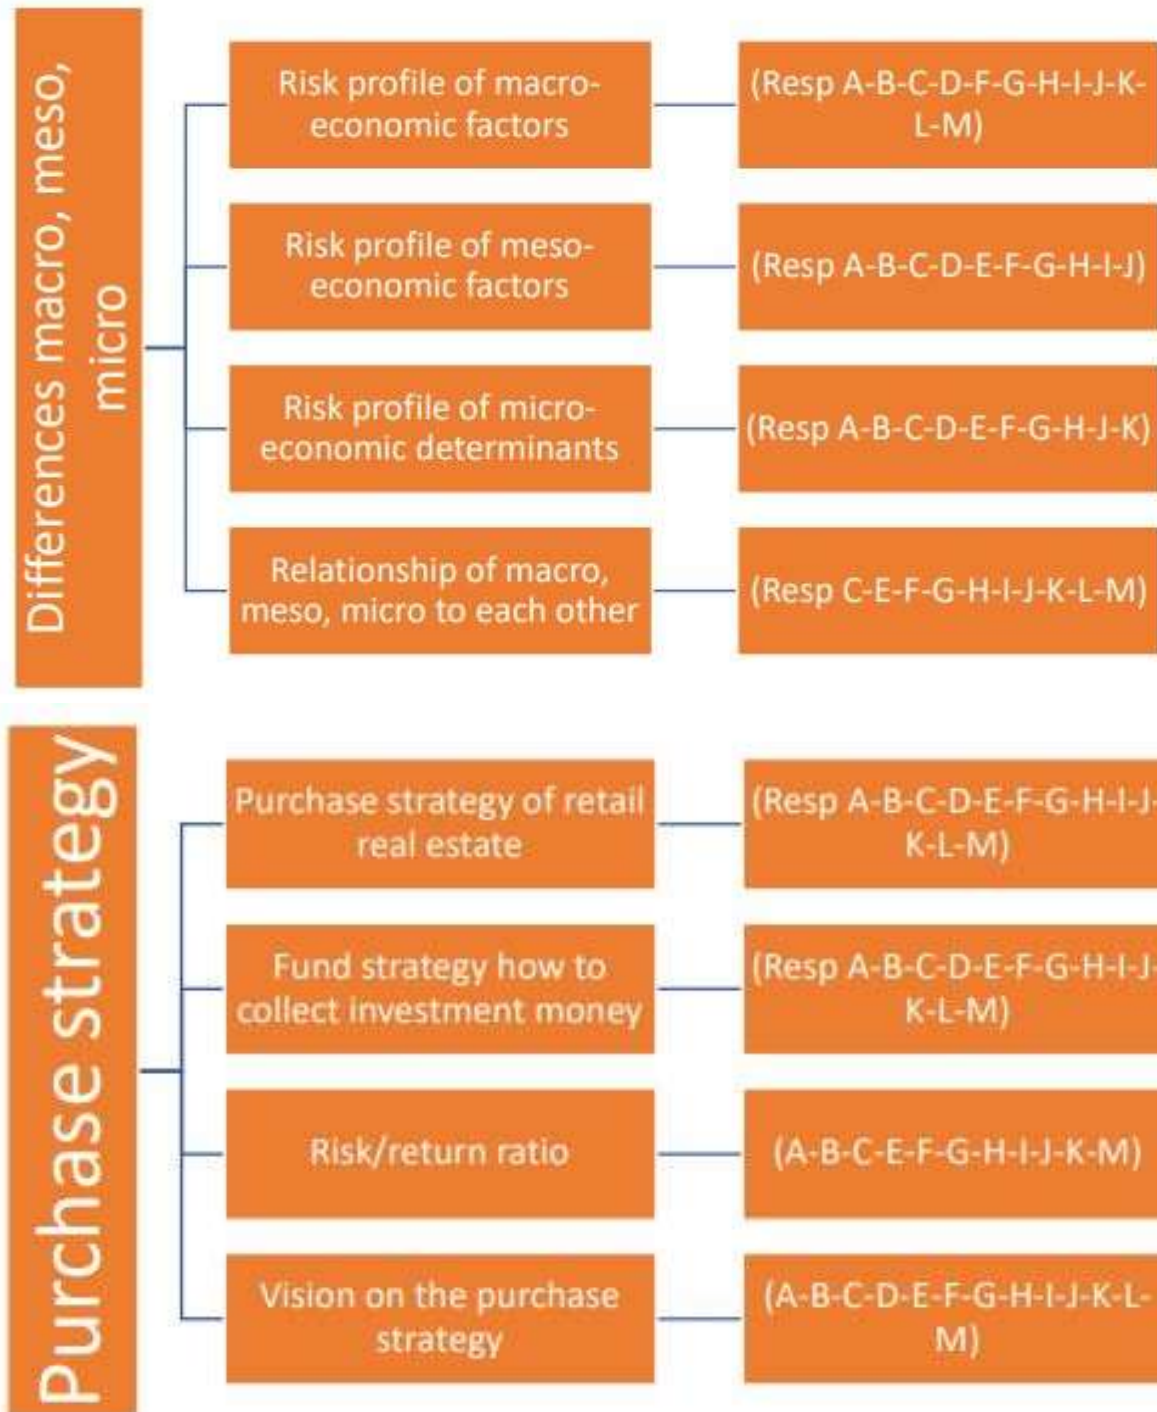 Differences macro, meso,
micro
Risk profile of macro-
economic factors
(Resp A-B-C-D-F-G-H-I-J-K-
L-M)
Risk profile of meso-
economic factors
(Resp A-B-C-D-E-F-G-H-I-J)
Risk profile of micro-
economic determinants
(Resp A-B-C-D-E-F-G-H-J-K)
Relationship of macro,
meso, micro to each other
(Resp C-E-F-G-H-I-J-K-L-M)
Purchase strategy
Purchase strategy of retail
real estate
(Resp A-B-C-D-E-F-G-H-I-J-
K-L-M)
Fund strategy how to
collect investment money
(Resp A-B-C-D-E-F-G-H-I-J-
K-L-M)
Risk/return ratio
(A-B-C-E-F-G-H-I-J-K-M)
Vision on the purchase
strategy
(A-B-C-D-E-F-G-H-I-J-K-L-
M)